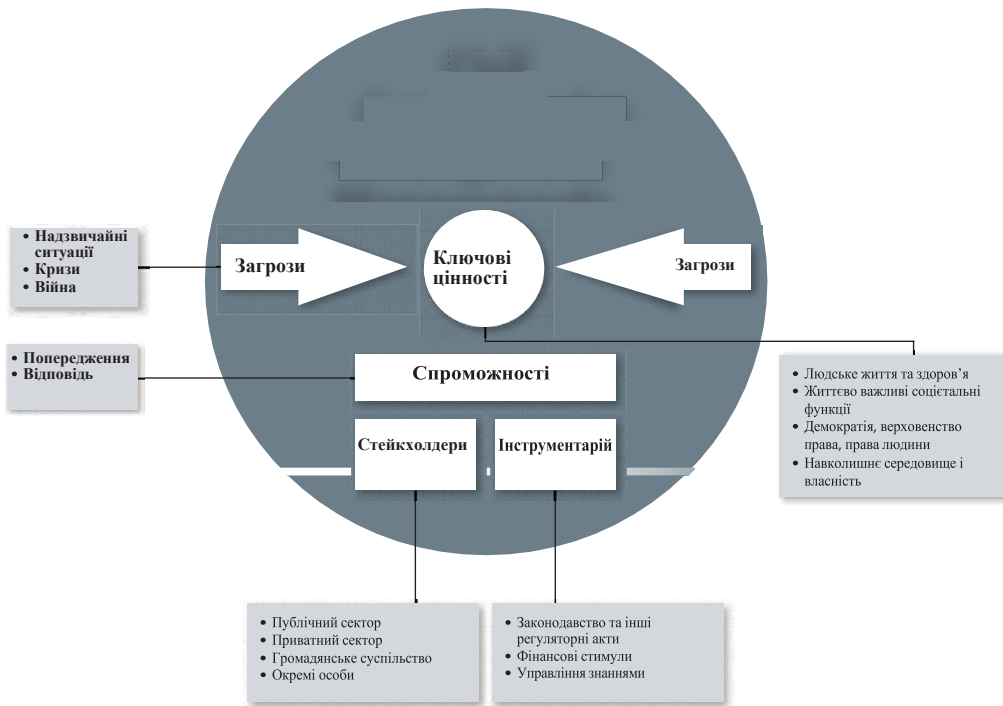 • Надзвичайні
ситуації
• Кризи
• Війна
Загрози
Ключові
цінності
Загрози
• Попередження
• Відповідь
Спроможності
• Людське життя та здоров’я
• Життєво важливі соцієтальні
функції
• Демократія, верховенство
права, права людини
• Навколишнє середовище і
власність
Стейкхолдери
Інструментарій
• Публічний сектор
• Приватний сектор
• Громадянське суспільство
• Окремі особи
• Законодавство та інші
регуляторні акти
• Фінансові стимули
• Управління знаннями